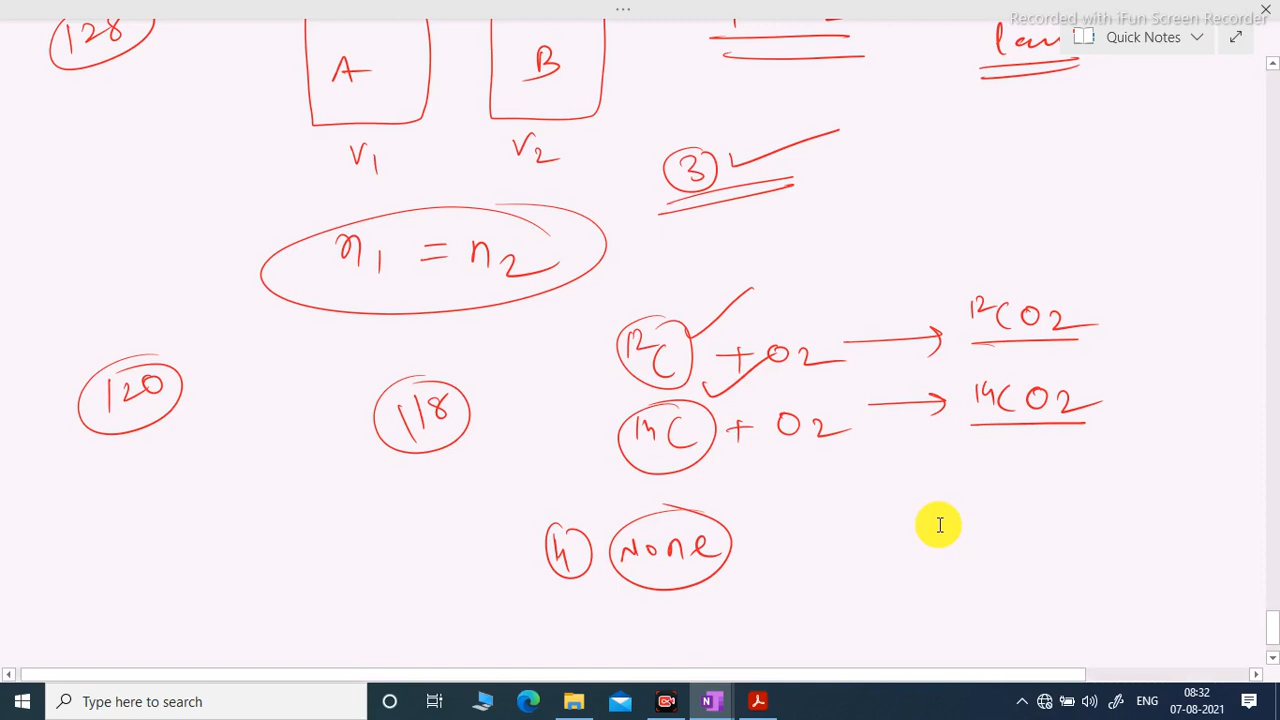 Recorded with iFun Screen Recorder
Quick Notes
128
A
B
law
V1
V2
3
n1 = n2
12C + O2 → 12CO2
120
118
14C + O2 → 14CO2
4 None
Type here to search
ENG
08:32
07-08-2021